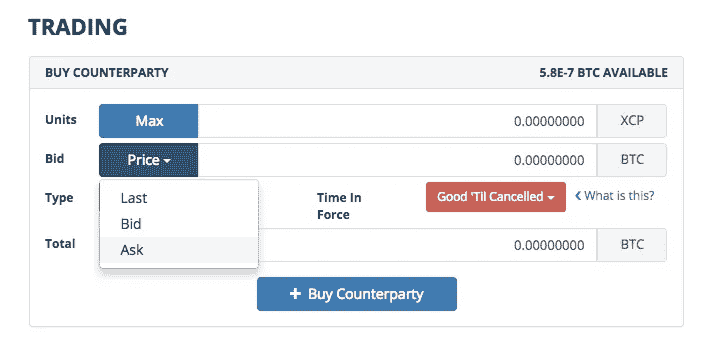 TRADING
BUY COUNTERPARTY 5.8E-7 BTC AVAILABLE
Units Max 0.00000000 XCP
Bid Price 0.00000000 BTC
Type Time In Force Good 'Til Cancelled What is this?
Last
Bid
Ask
Total 0.00000000 BTC
+ Buy Counterparty